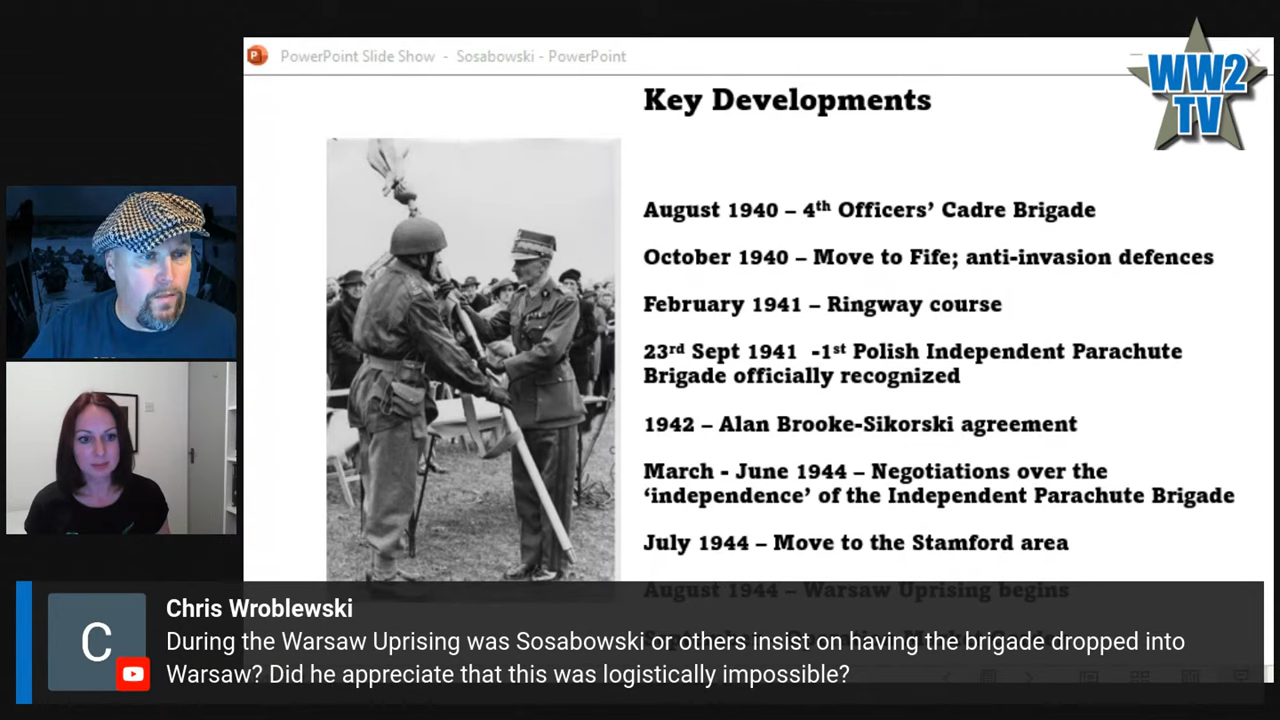 PowerPoint Slide Show - Sosabowski - PowerPoint
WW2
TV
Key Developments
August 1940 – 4th Officers' Cadre Brigade
October 1940 – Move to Fife; anti-invasion defences
February 1941 – Ringway course
23rd Sept 1941 -1st Polish Independent Parachute
Brigade officially recognized
1942 – Alan Brooke-Sikorski agreement
March - June 1944 – Negotiations over the
‘independence’ of the Independent Parachute Brigade
July 1944 – Move to the Stamford area
August 1944 – Warsaw Uprising begins
C
Chris Wroblewski
During the Warsaw Uprising was Sosabowski or others insist on having the brigade dropped into
Warsaw? Did he appreciate that this was logistically impossible?